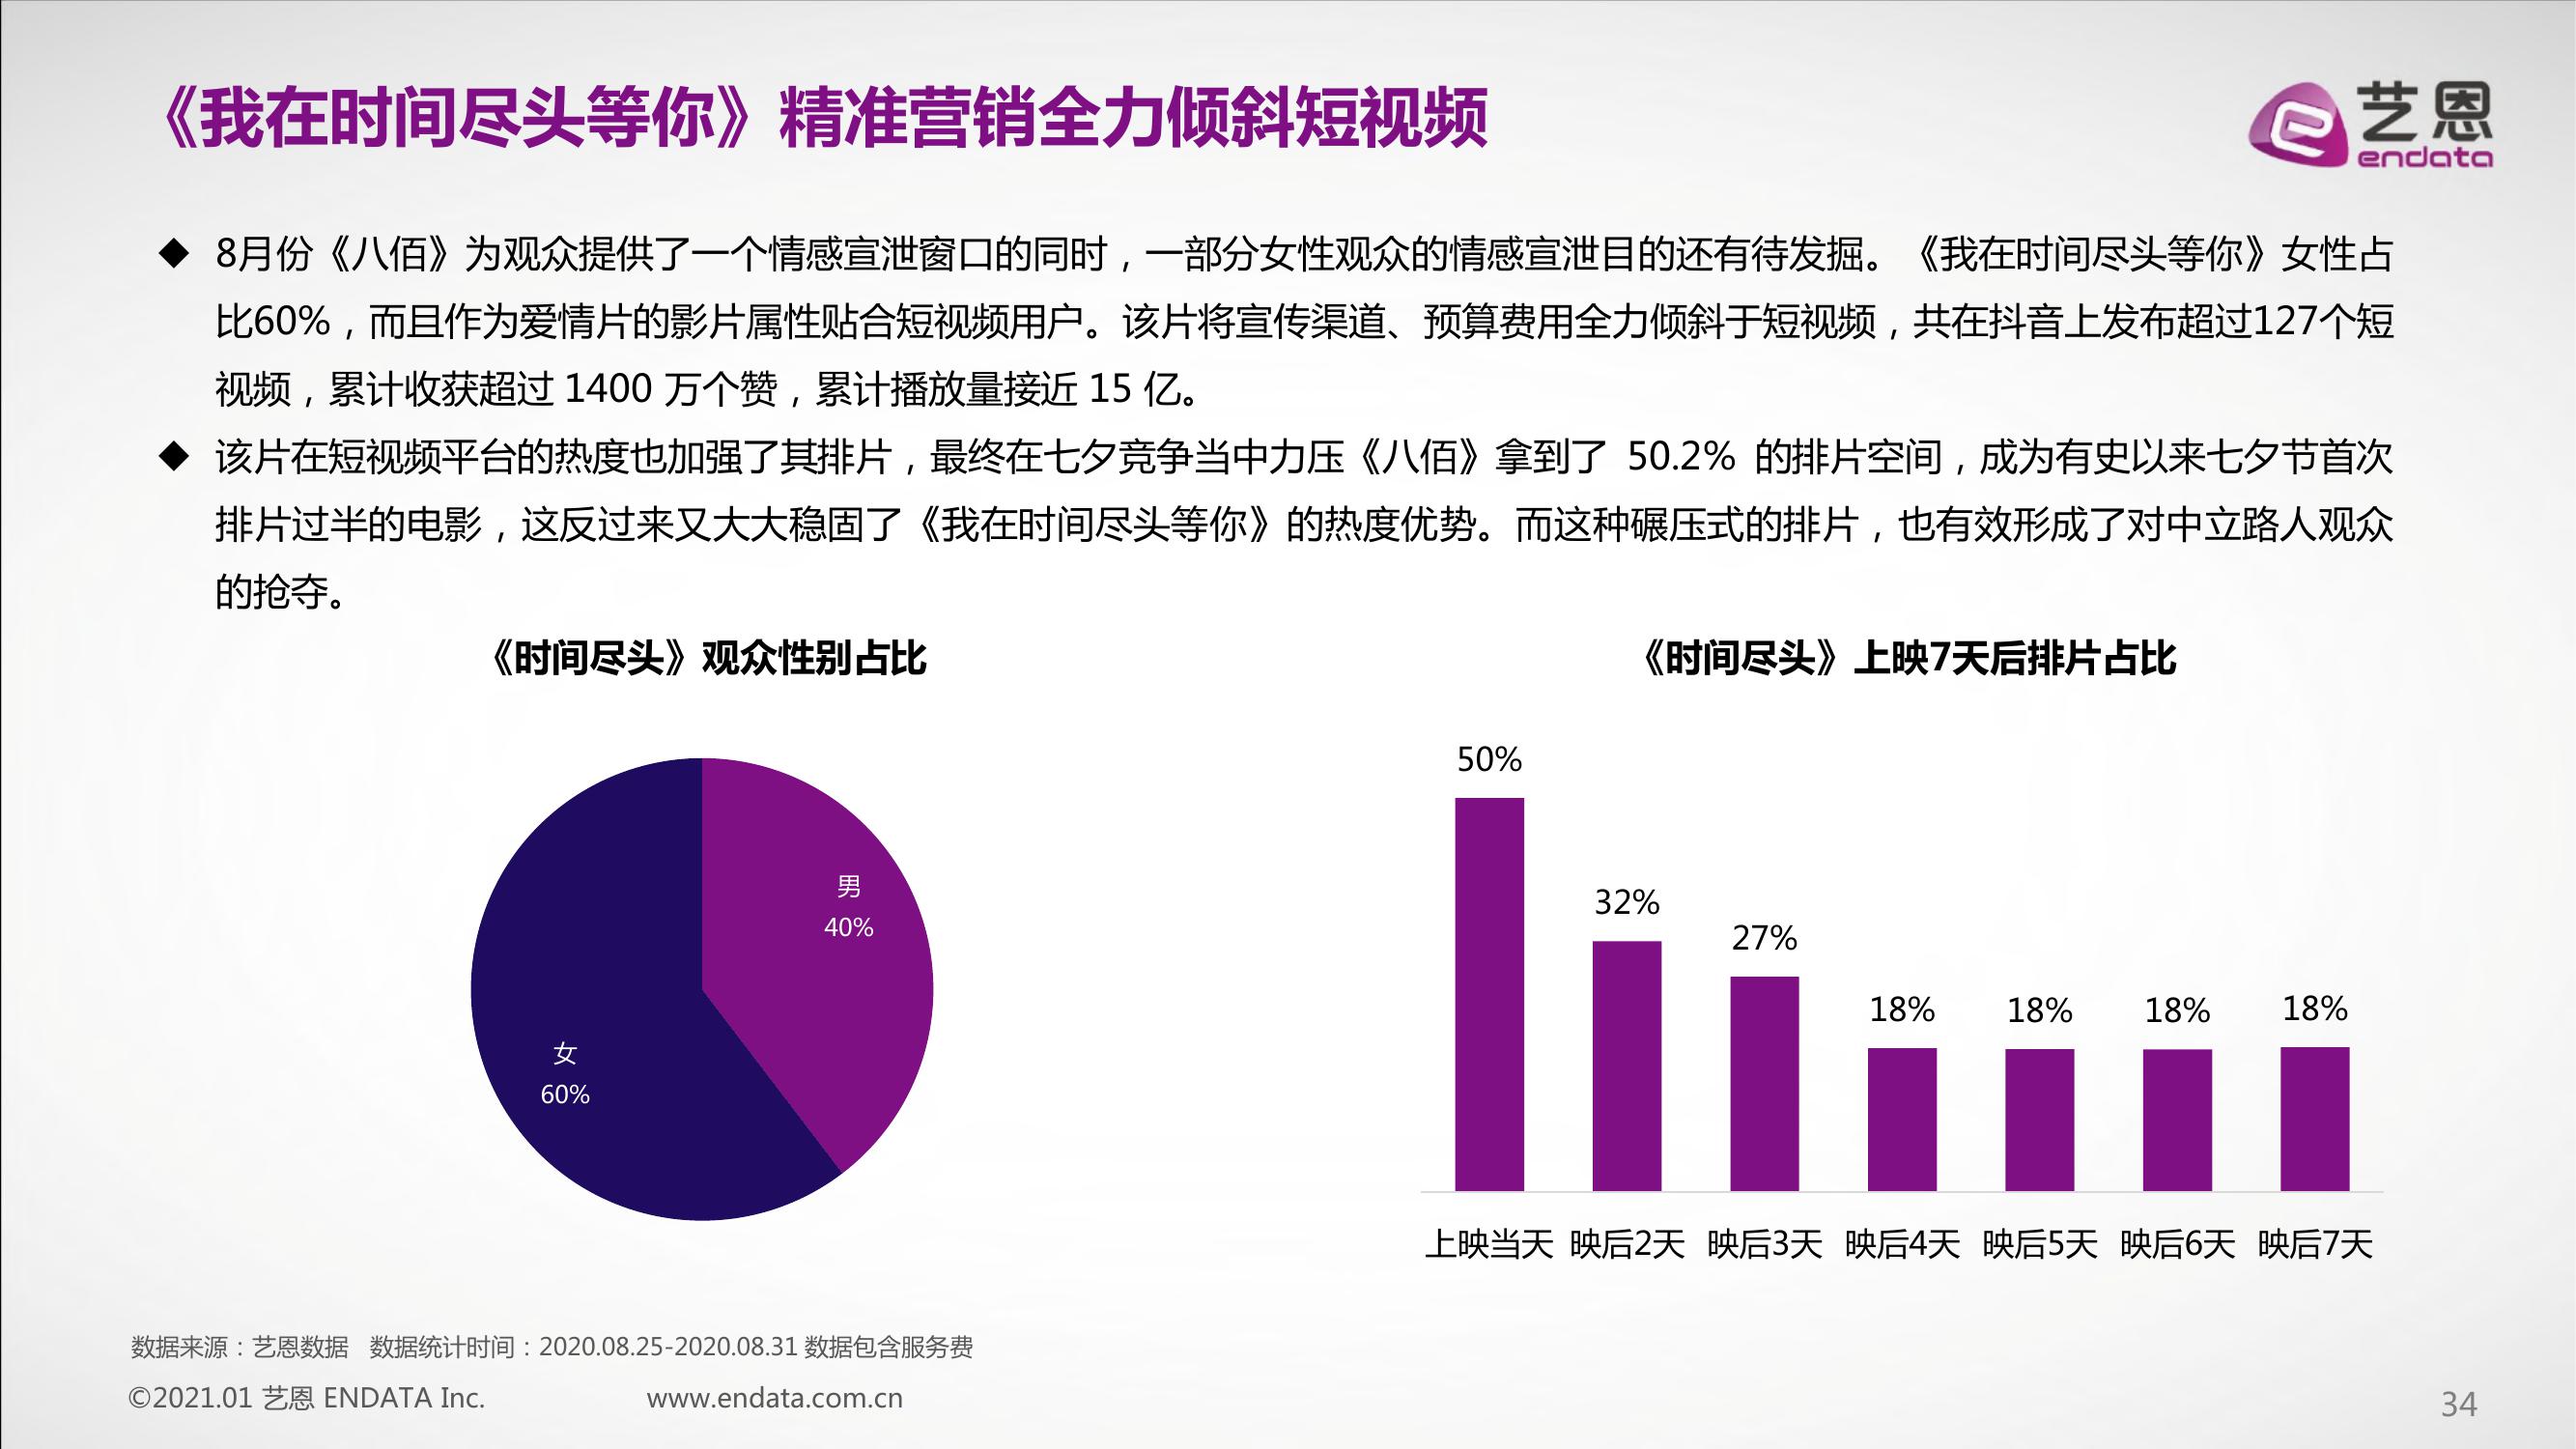 《我在时间尽头等你》精准营销全力倾斜短视频
艺恩
endata
◆ 8月份《八佰》为观众提供了一个情感宣泄窗口的同时，一部分女性观众的情感宣泄目的还有待发掘。《我在时间尽头等你》女性占
比60%，而且作为爱情片的影片属性贴合短视频用户。该片将宣传渠道、预算费用全力倾斜于短视频，共在抖音上发布超过127个短
视频，累计收获超过 1400 万个赞，累计播放量接近 15 亿。
◆ 该片在短视频平台的热度也加强了其排片，最终在七夕竞争当中力压《八佰》拿到了 50.2% 的排片空间，成为有史以来七夕节首次
排片过半的电影，这反过来又大大稳固了《我在时间尽头等你》的热度优势。而这种碾压式的排片，也有效形成了对中立路人观众
的抢夺。
《时间尽头》观众性别占比
男
40%
女
60%
《时间尽头》上映7天后排片占比
50%
32%
27%
18%
18%
18%
18%
上映当天 映后2天 映后3天 映后4天 映后5天 映后6天 映后7天
数据来源：艺恩数据 数据统计时间：2020.08.25-2020.08.31 数据包含服务费
©2021.01 艺恩 ENDATA Inc. www.endata.com.cn
34